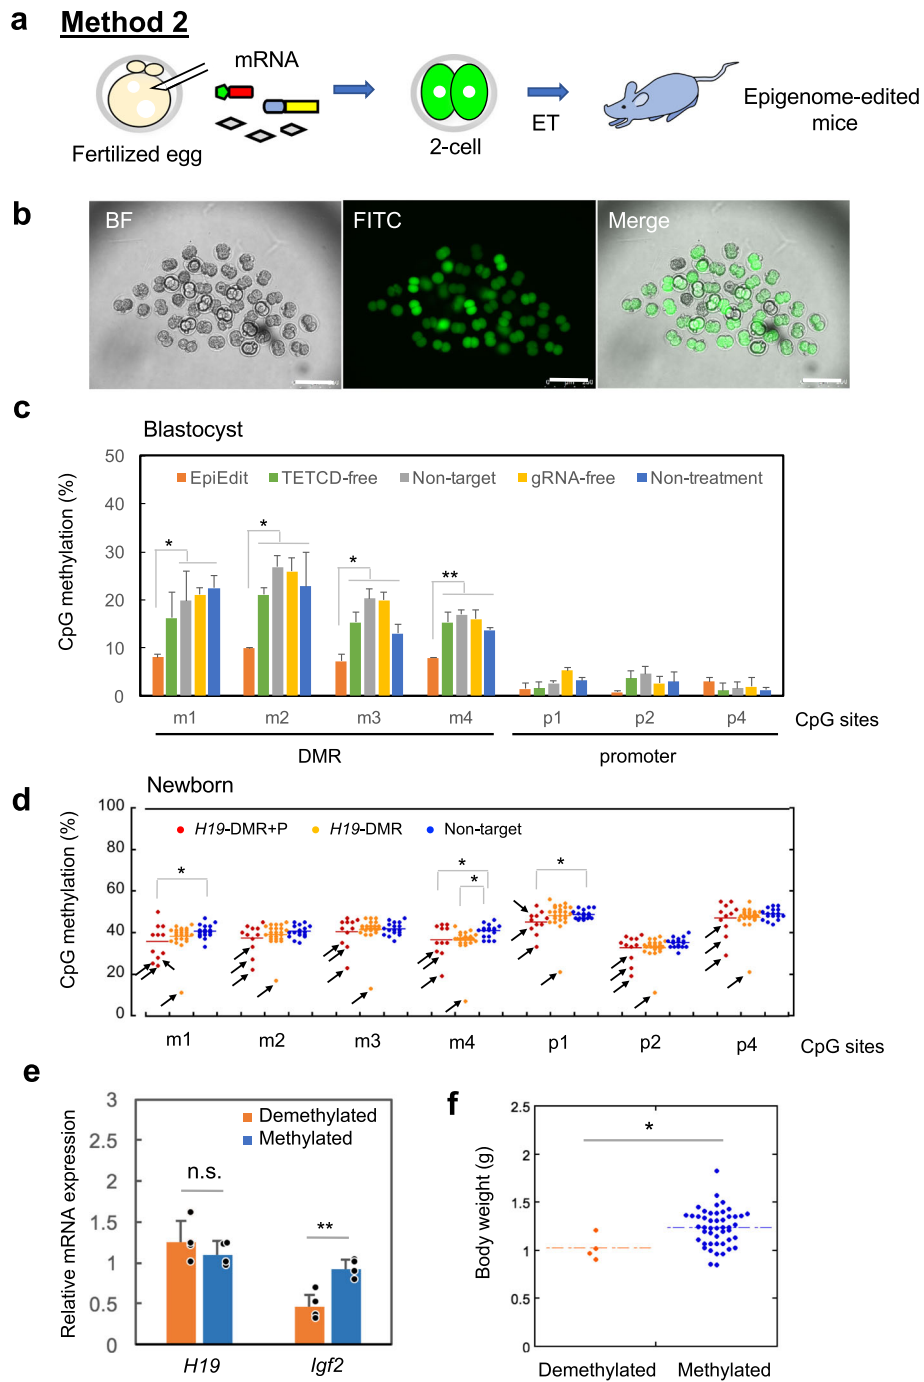 a Method 2
mRNA
Fertilized egg
2-cell
ET
Epigenome-edited
mice
b
BF
FITC
Merge
c
Blastocyst
CpG methylation (%)
50
40
30
20
10
0
EpiEdit
TETCD-free
Non-target
gRNA-free
Non-treatment
*
*
*
**
m1
m2
m3
m4
p1
p2
p4
CpG sites
DMR
promoter
d
Newborn
CpG methylation (%)
100
80
60
40
20
0
H19-DMR+P
H19-DMR
Non-target
*
*
*
*
m1
m2
m3
m4
p1
p2
p4
CpG sites
e
Relative mRNA expression
3
2.5
2
1.5
1
0.5
0
Demethylated
Methylated
n.s.
**
H19
Igf2
f
Body weight (g)
2.5
2
1.5
1
0.5
0
*
Demethylated
Methylated